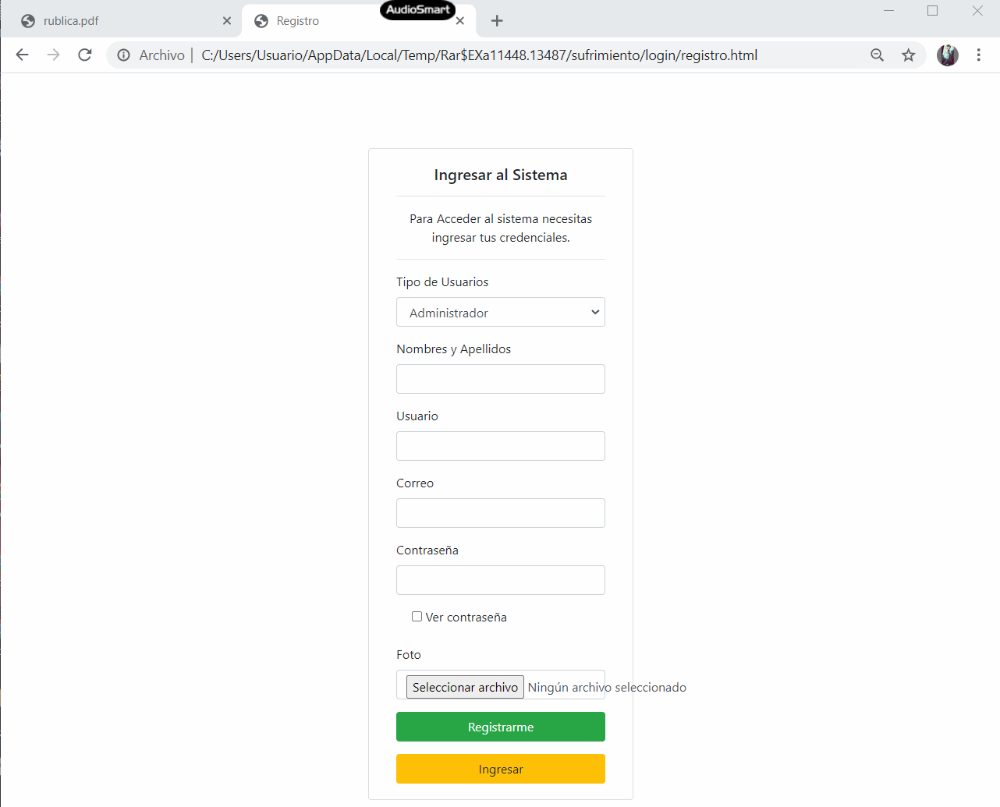 AudioSmart
rublica.pdf
Registro
Archivo | C:/Users/Usuario/AppData/Local/Temp/Rar$EXa11448.13487/sufrimiento/login/registro.html
Ingresar al Sistema
Para Acceder al sistema necesitas
ingresar tus credenciales.
Tipo de Usuarios
Administrador
Nombres y Apellidos
Usuario
Correo
Contraseña
Ver contraseña
Foto
Seleccionar archivo Ningún archivo seleccionado
Registrarme
Ingresar